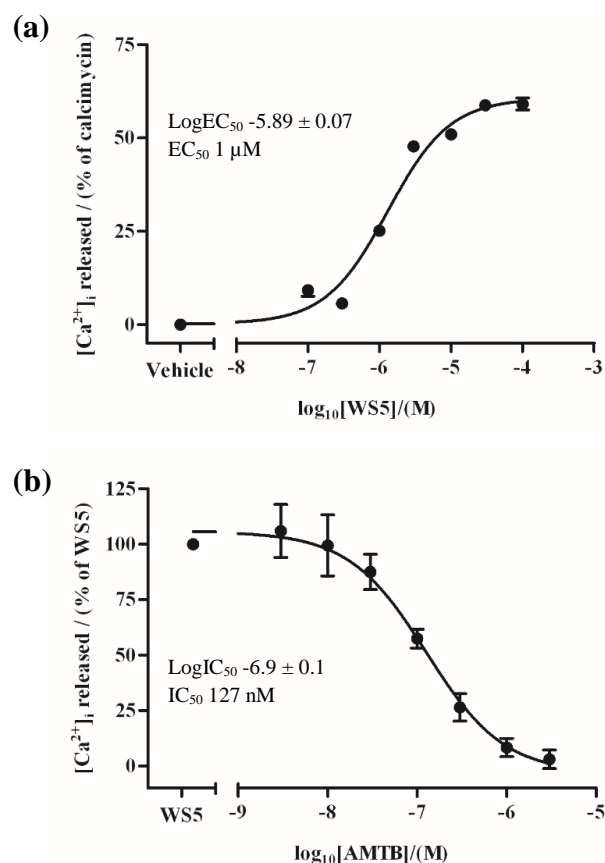 (a)
75
50
25
0
[Ca²⁺]ᵢ released / (% of calcimycin)
LogEC₅₀ -5.89 ± 0.07
EC₅₀ 1 µM
Vehicle -8 -7 -6 -5 -4 -3
log₁₀[WS5]/(M)
(b)
125
100
75
50
25
0
[Ca²⁺]ᵢ released / (% of WS5)
LogIC₅₀ -6.9 ± 0.1
IC₅₀ 127 nM
WS5 -9 -8 -7 -6 -5
log₁₀[AMTB]/(M)